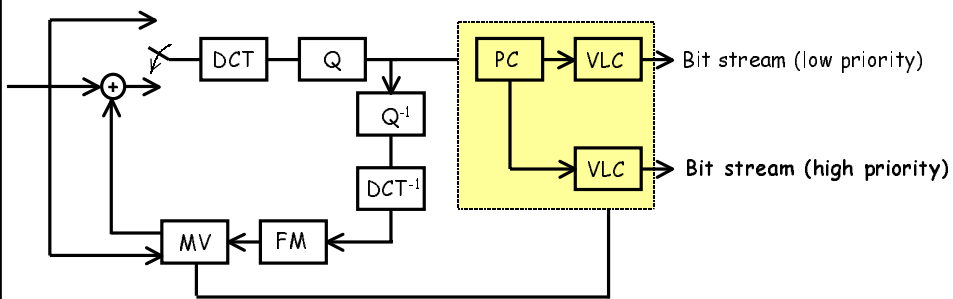 DCT
Q
PC
VLC
Bit stream (low priority)
+
Q-1
DCT-1
VLC
Bit stream (high priority)
MV
FM